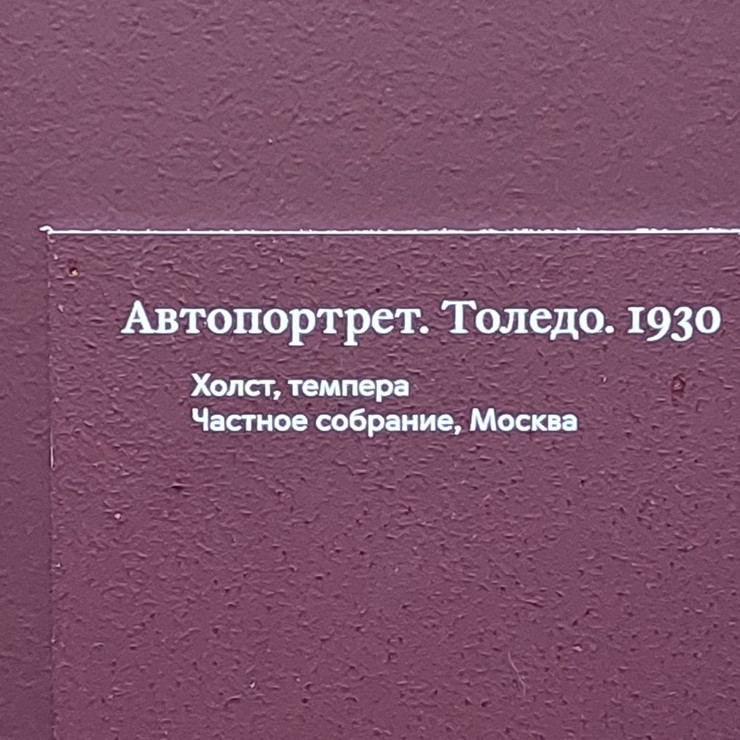 Автопортрет. Толедо. 1930
Холст, темпера
Частное собрание, Москва